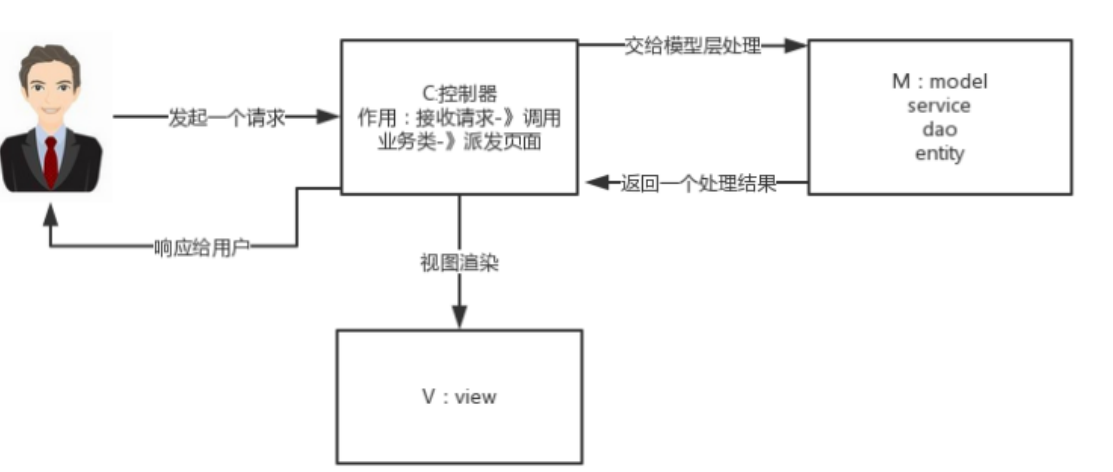 发起一个请求
C:控制器
作用：接收请求-》调用
业务类-》派发页面
交给模型层处理
M：model
service
dao
entity
返回一个处理结果
响应给用户
视图渲染
V：view